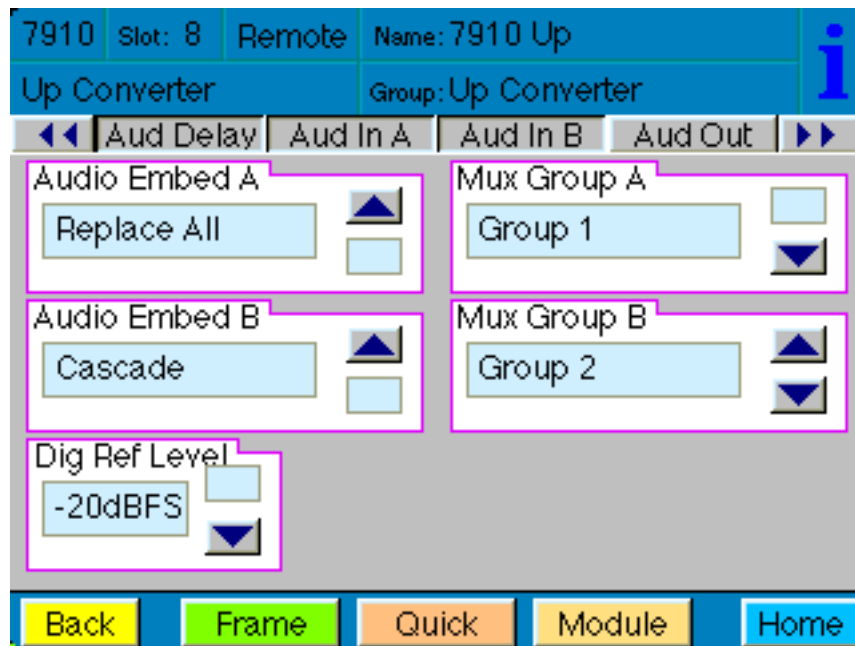 7910 Slot: 8 Remote Name: 7910 Up
Up Converter Group: Up Converter
i
Aud Delay Aud In A Aud In B Aud Out
Audio Embed A
Replace All
Mux Group A
Group 1
Audio Embed B
Cascade
Mux Group B
Group 2
Dig Ref Level
-20dBFS
Back Frame Quick Module Home